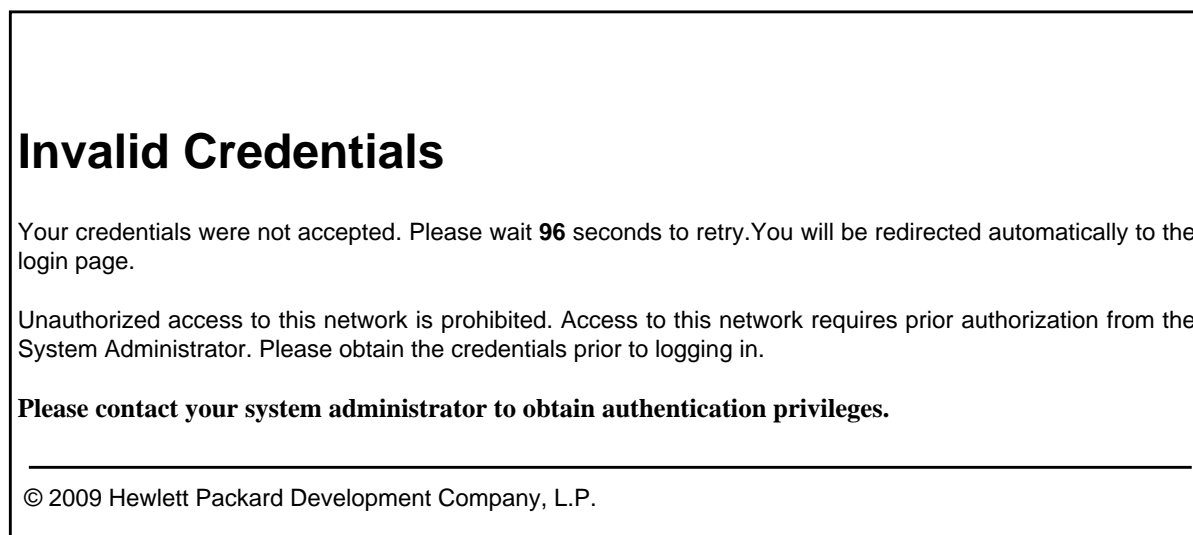 Invalid Credentials
Your credentials were not accepted. Please wait 96 seconds to retry.You will be redirected automatically to the
login page.
Unauthorized access to this network is prohibited. Access to this network requires prior authorization from the
System Administrator. Please obtain the credentials prior to logging in.
Please contact your system administrator to obtain authentication privileges.
© 2009 Hewlett Packard Development Company, L.P.